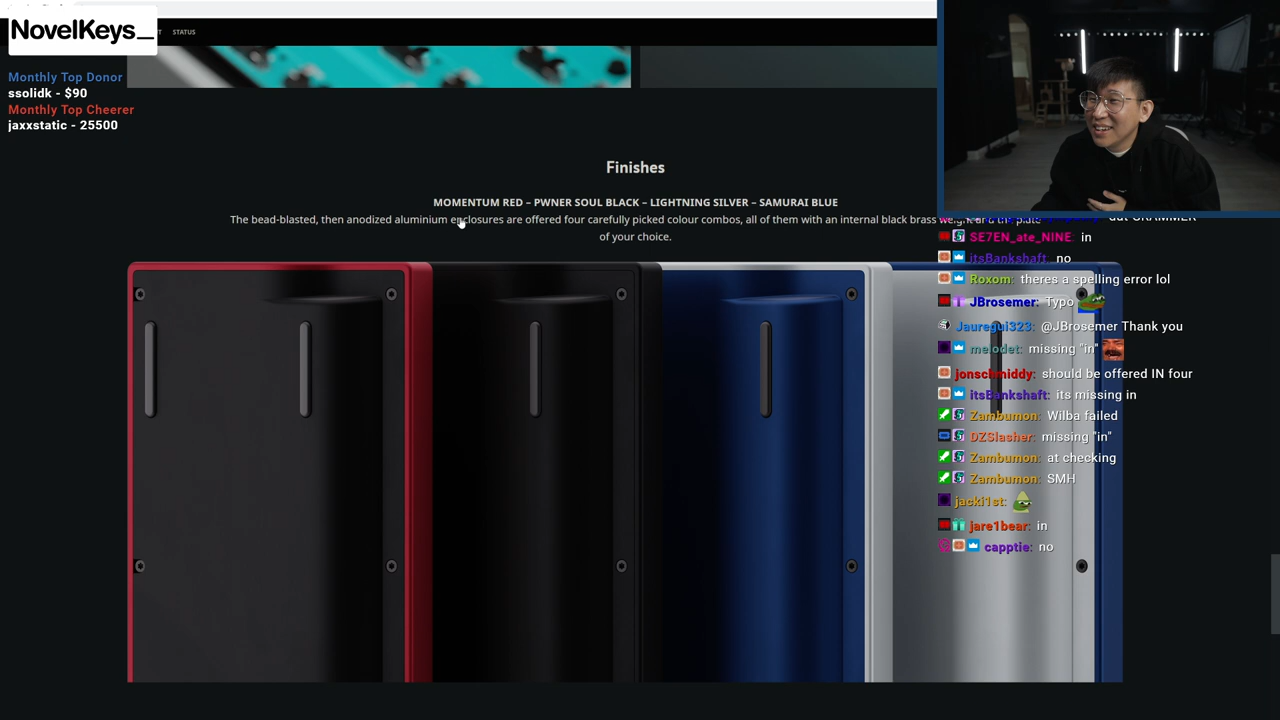 NovelKeys_
STATUS
Monthly Top Donor
ssolidk - $90
Monthly Top Cheerer
jaxxstatic - 25500
Finishes
MOMENTUM RED – PWNER SOUL BLACK – LIGHTNING SILVER – SAMURAI BLUE
The bead-blasted, then anodized aluminium enclosures are offered four carefully picked colour combos, all of them with an internal black brass
of your choice.
SE7EN_ate_NINE: in
itsBankshaft: no
Roxom: theres a spelling error lol
JBrosemer: Typo
Jauregui323: @JBrosemer Thank you
melodet: missing "in"
jonschmiddy: should be offered IN four
itsBankshaft: its missing in
Zambumon: Wilba failed
DZSlasher: missing "in"
Zambumon: at checking
Zambumon: SMH
jacki1st:
jare1bear: in
capptie: no